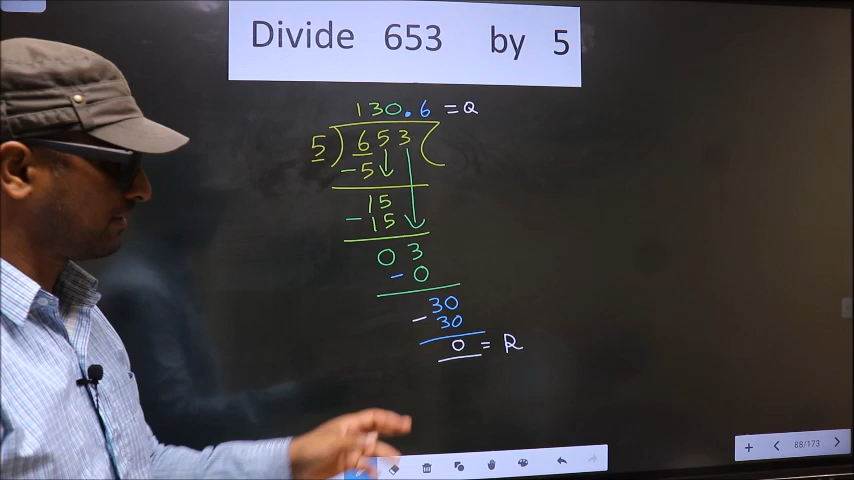 Divide 653 by 5
130.6 = Q
5 ) 653 (
-5
15
-15
03
-0
30
-30
0 = R
88/173